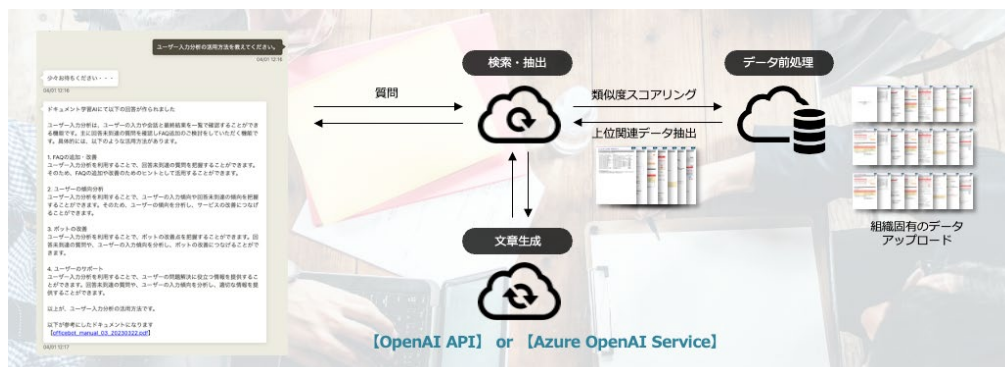 ユーザー入力分析の活用方法を教えてください。
04/01 12:16
少々お待ちください・・・
04/01 12:16
ドキュメント学習AIにて以下の回答が作られました
ユーザー入力分析は、ユーザーの入力や会話と最終結果を一覧で確認することができ
る機能です。主に回答未到達の質問を確認しFAQ追加のご検討をしていただく機能で
す。具体的には、以下のような活用方法があります。
1. FAQの追加・改善
ユーザー入力分析を利用することで、回答未到達の質問を把握することができます。
そのため、FAQの追加や改善のためのヒントとして活用することができます。
2. ユーザーの傾向分析
ユーザー入力分析を利用することで、ユーザーの入力傾向や回答未到達の傾向を把握
することができます。そのため、ユーザーの傾向を分析し、サービスの改善につなげ
ることができます。
3. ボットの改善
ユーザー入力分析を利用することで、ボットの改善点を把握することができます。回
答未到達の質問や、ユーザーの入力傾向を分析し、ボットの改善につなげることがで
きます。
4. ユーザーのサポート
ユーザー入力分析を利用することで、ユーザーの問題解決に役立つ情報を提供するこ
とができます。回答未到達の質問や、ユーザーの入力傾向を分析し、適切な情報を提
供することができます。
以上が、ユーザー入力分析の活用方法です。
以下が参考にしたドキュメントになります
【officebot_manual_03_20230322.pdf】
04/01 12:17
質問
検索・抽出
類似度スコアリング
上位関連データ抽出
データ前処理
組織固有のデータ
アップロード
文章生成
【OpenAI API】 or 【Azure OpenAI Service】